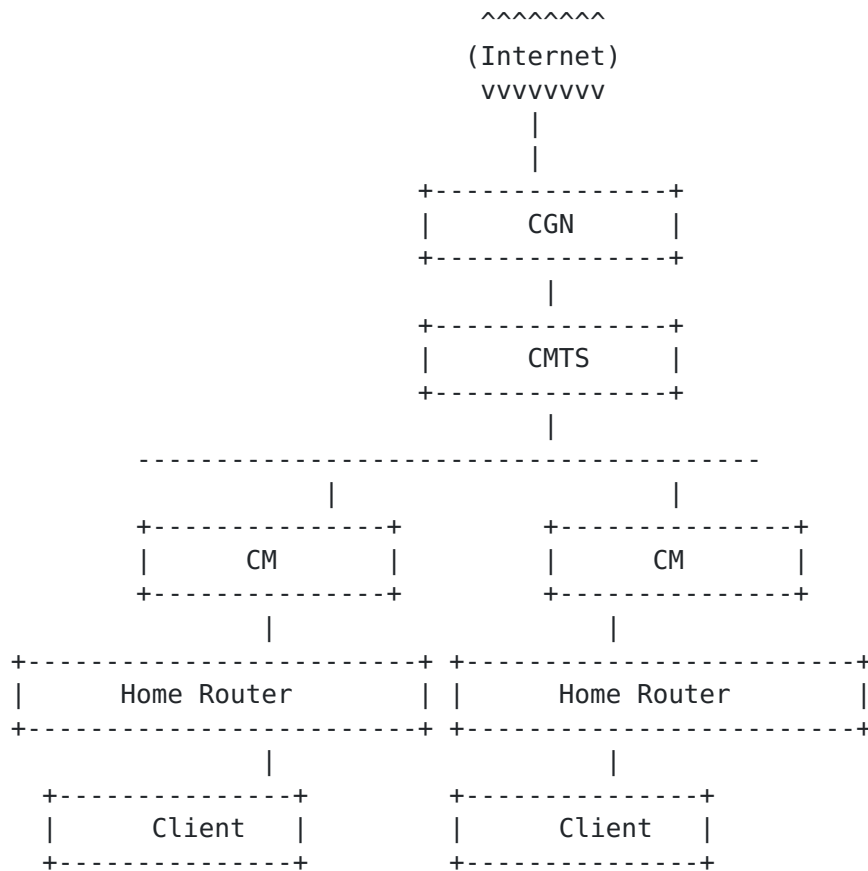 ^^^^^^^^
(Internet)
vvvvvvvv
|
|
+---------------+
| CGN |
+---------------+
|
+---------------+
| CMTS |
+---------------+
|
----------------------------------------
| |
+---------------+ +---------------+
| CM | | CM |
+---------------+ +---------------+
| |
+-------------------------+ +-------------------------+
| Home Router | | Home Router |
+-------------------------+ +-------------------------+
| |
+---------------+ +---------------+
| Client | | Client |
+---------------+ +---------------+